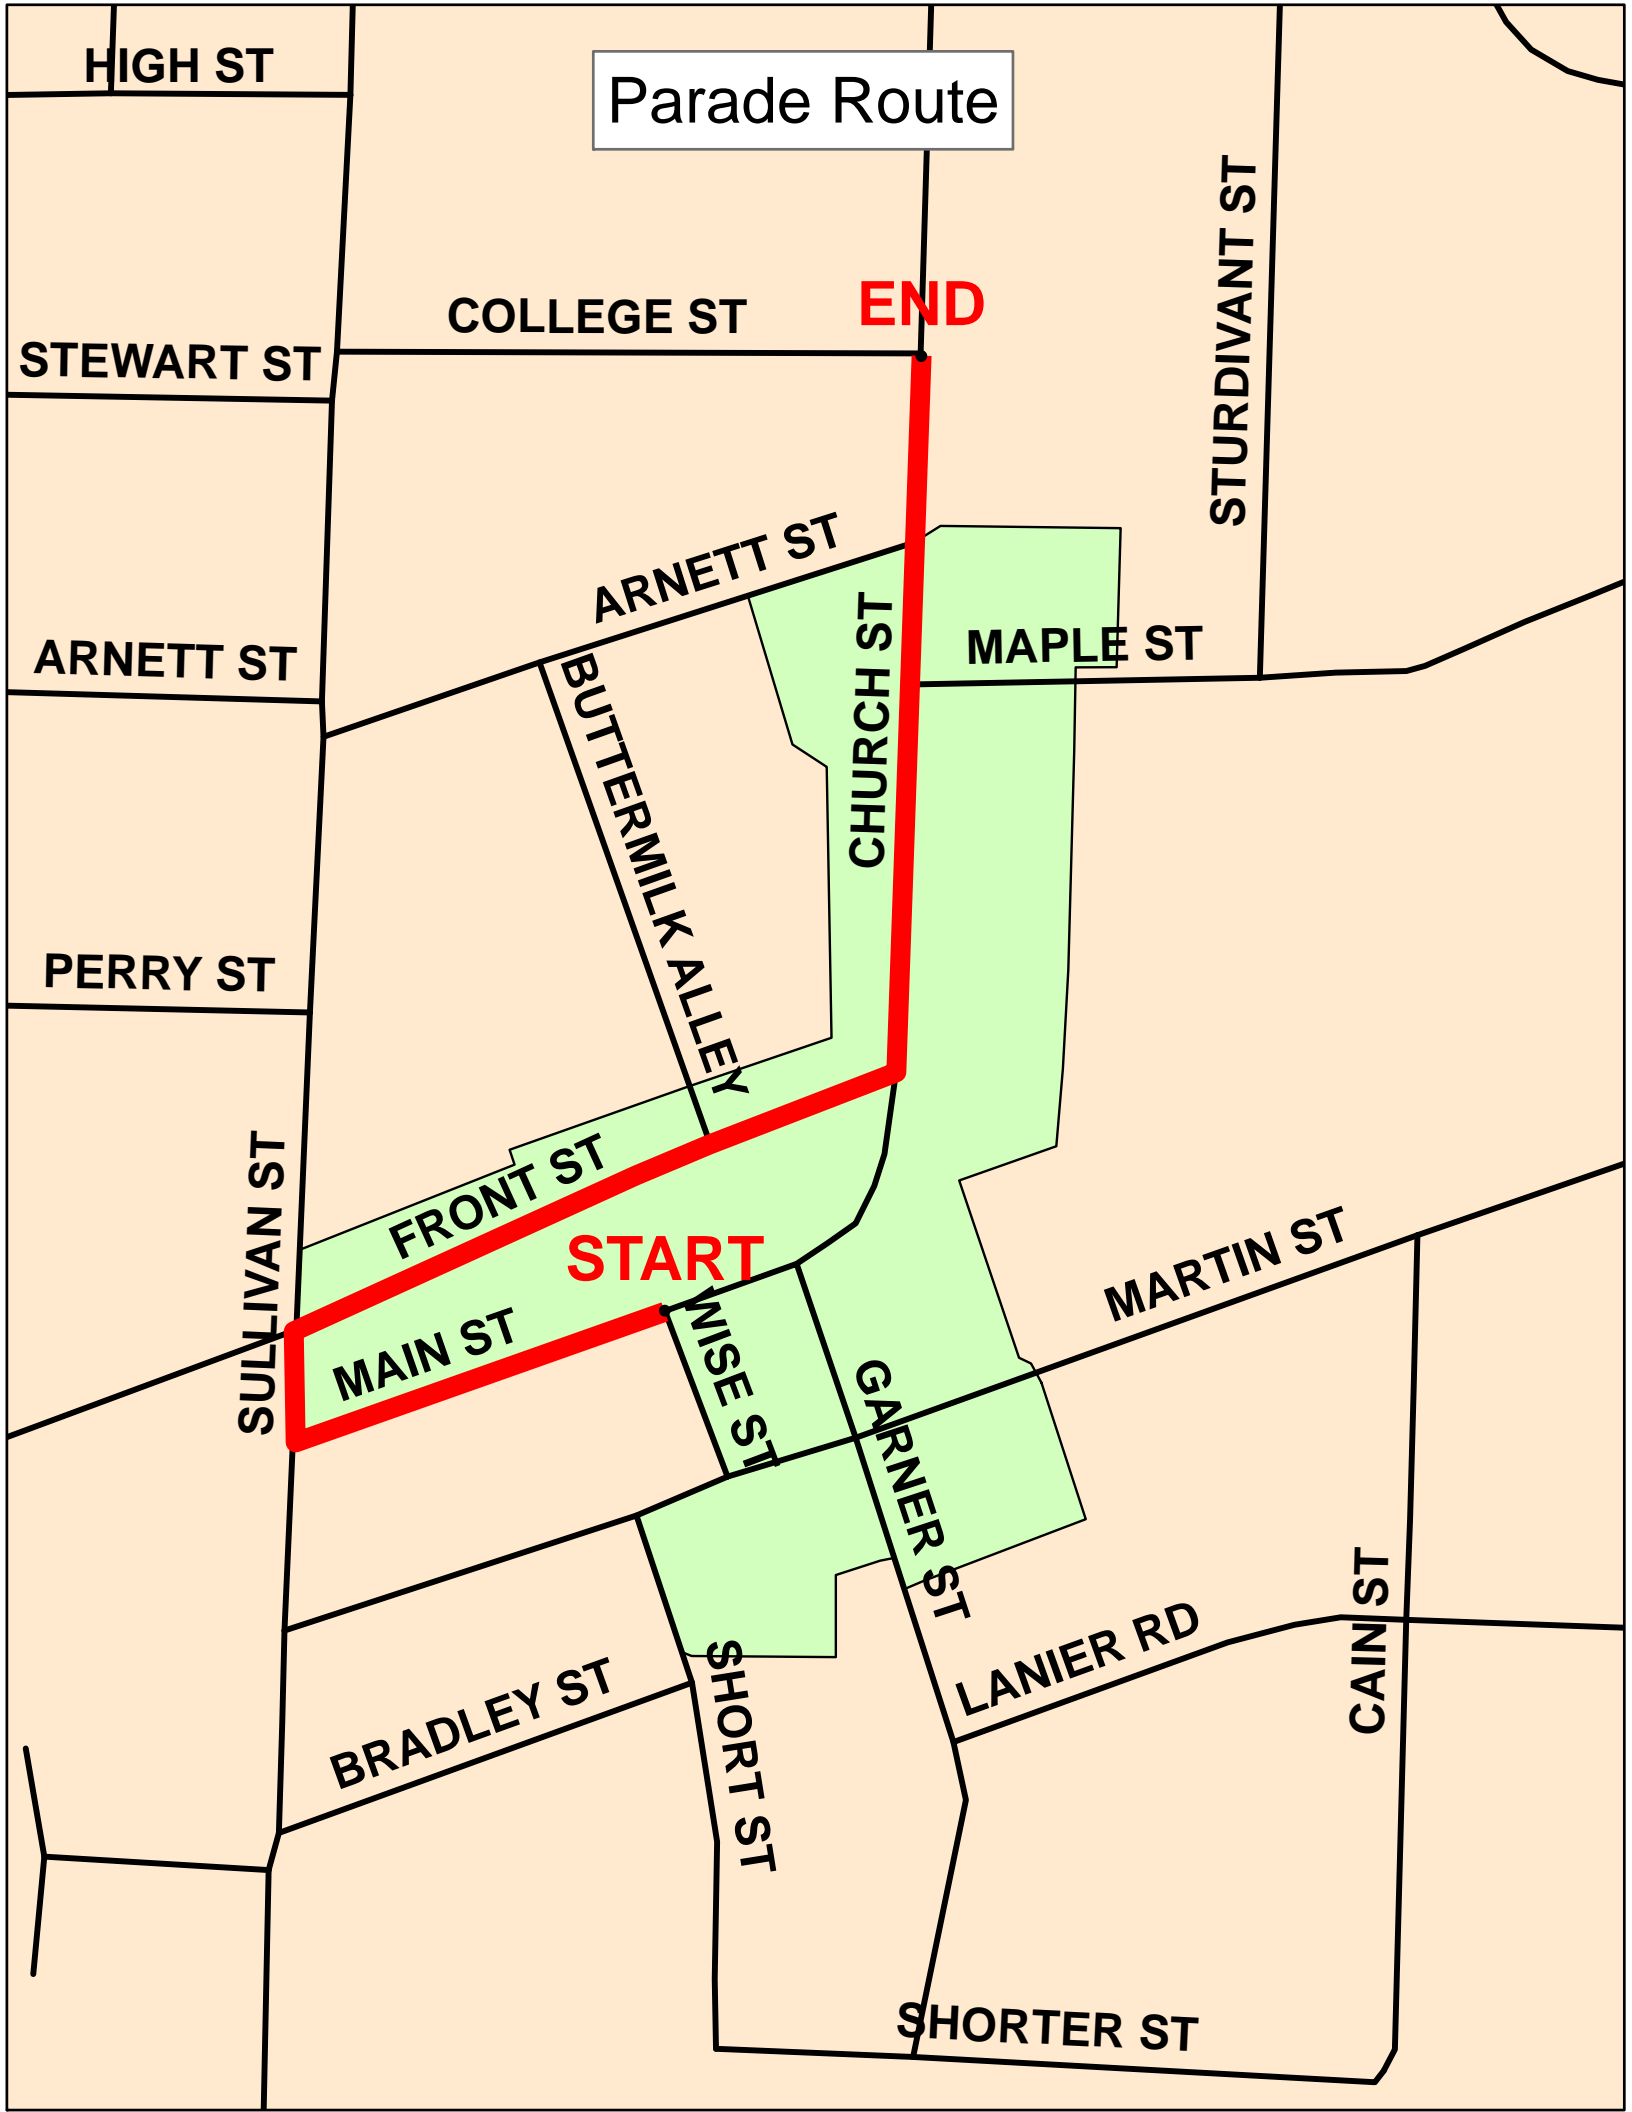 HIGH ST
Parade Route
STURDIVANT ST
END
COLLEGE ST
STEWART ST
ARNETT ST
CHURCH ST
MAPLE ST
ARNETT ST
BUTTERMILK ALLEY
PERRY ST
SULLIVAN ST
FRONT ST
START
MARTIN ST
MAIN ST
WISE ST
GARNER ST
CAIN ST
LANIER RD
BRADLEY ST
SHORT ST
SHORTER ST